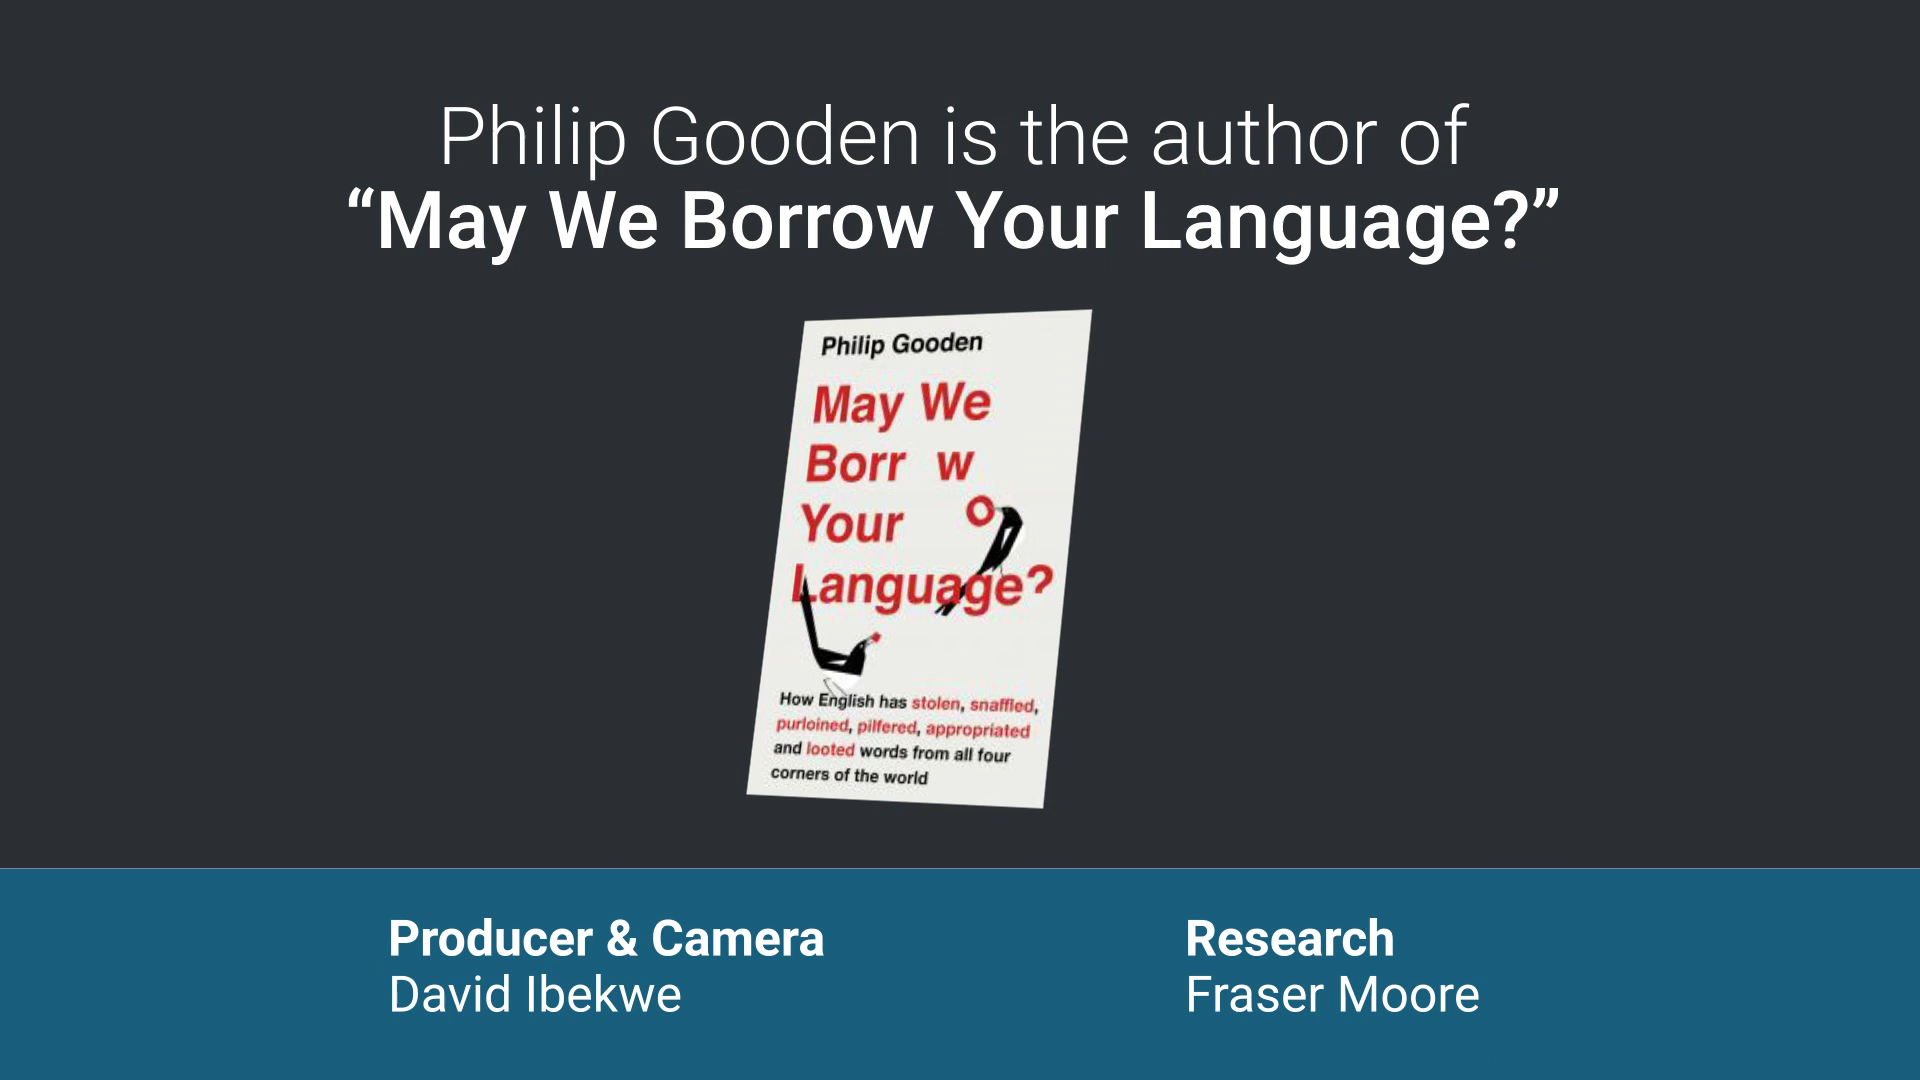 Philip Gooden is the author of
“May We Borrow Your Language?”
Philip Gooden
May We
Borr w
Your o
Language?
How English has stolen, snaffled,
purloined, pilfered, appropriated
and looted words from all four
corners of the world
Producer & Camera
David Ibekwe
Research
Fraser Moore